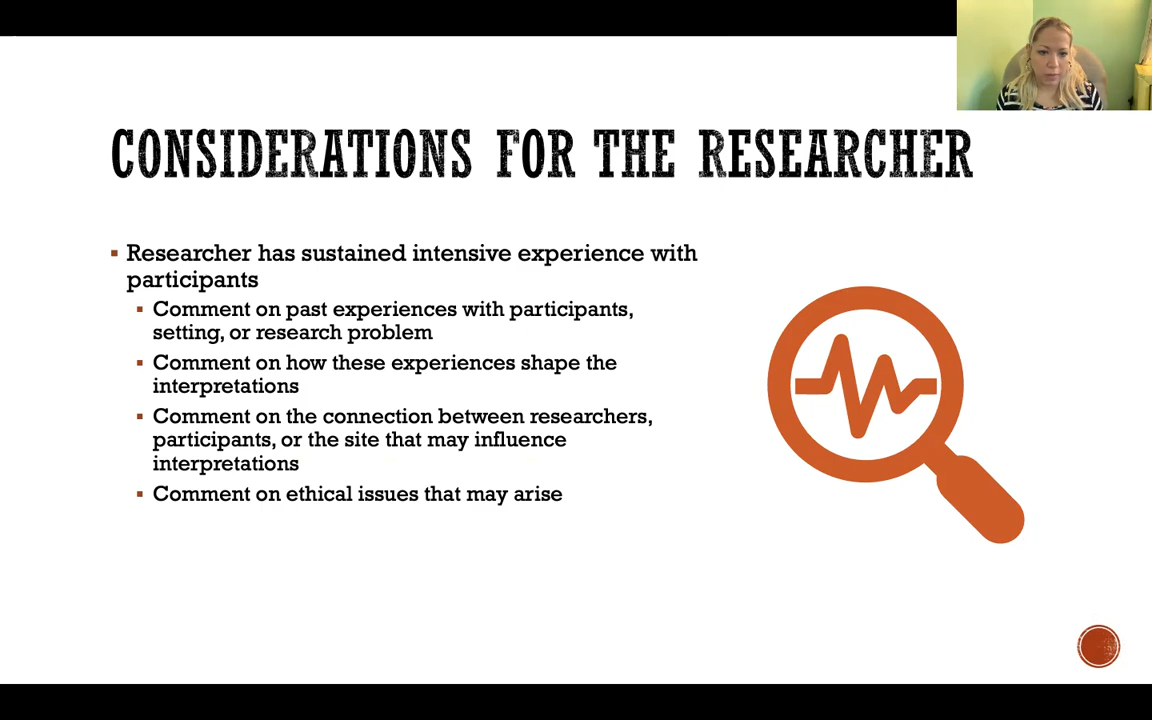 CONSIDERATIONS FOR THE RESEARCHER
Researcher has sustained intensive experience with
participants
Comment on past experiences with participants,
setting, or research problem
Comment on how these experiences shape the
interpretations
Comment on the connection between researchers,
participants, or the site that may influence
interpretations
Comment on ethical issues that may arise